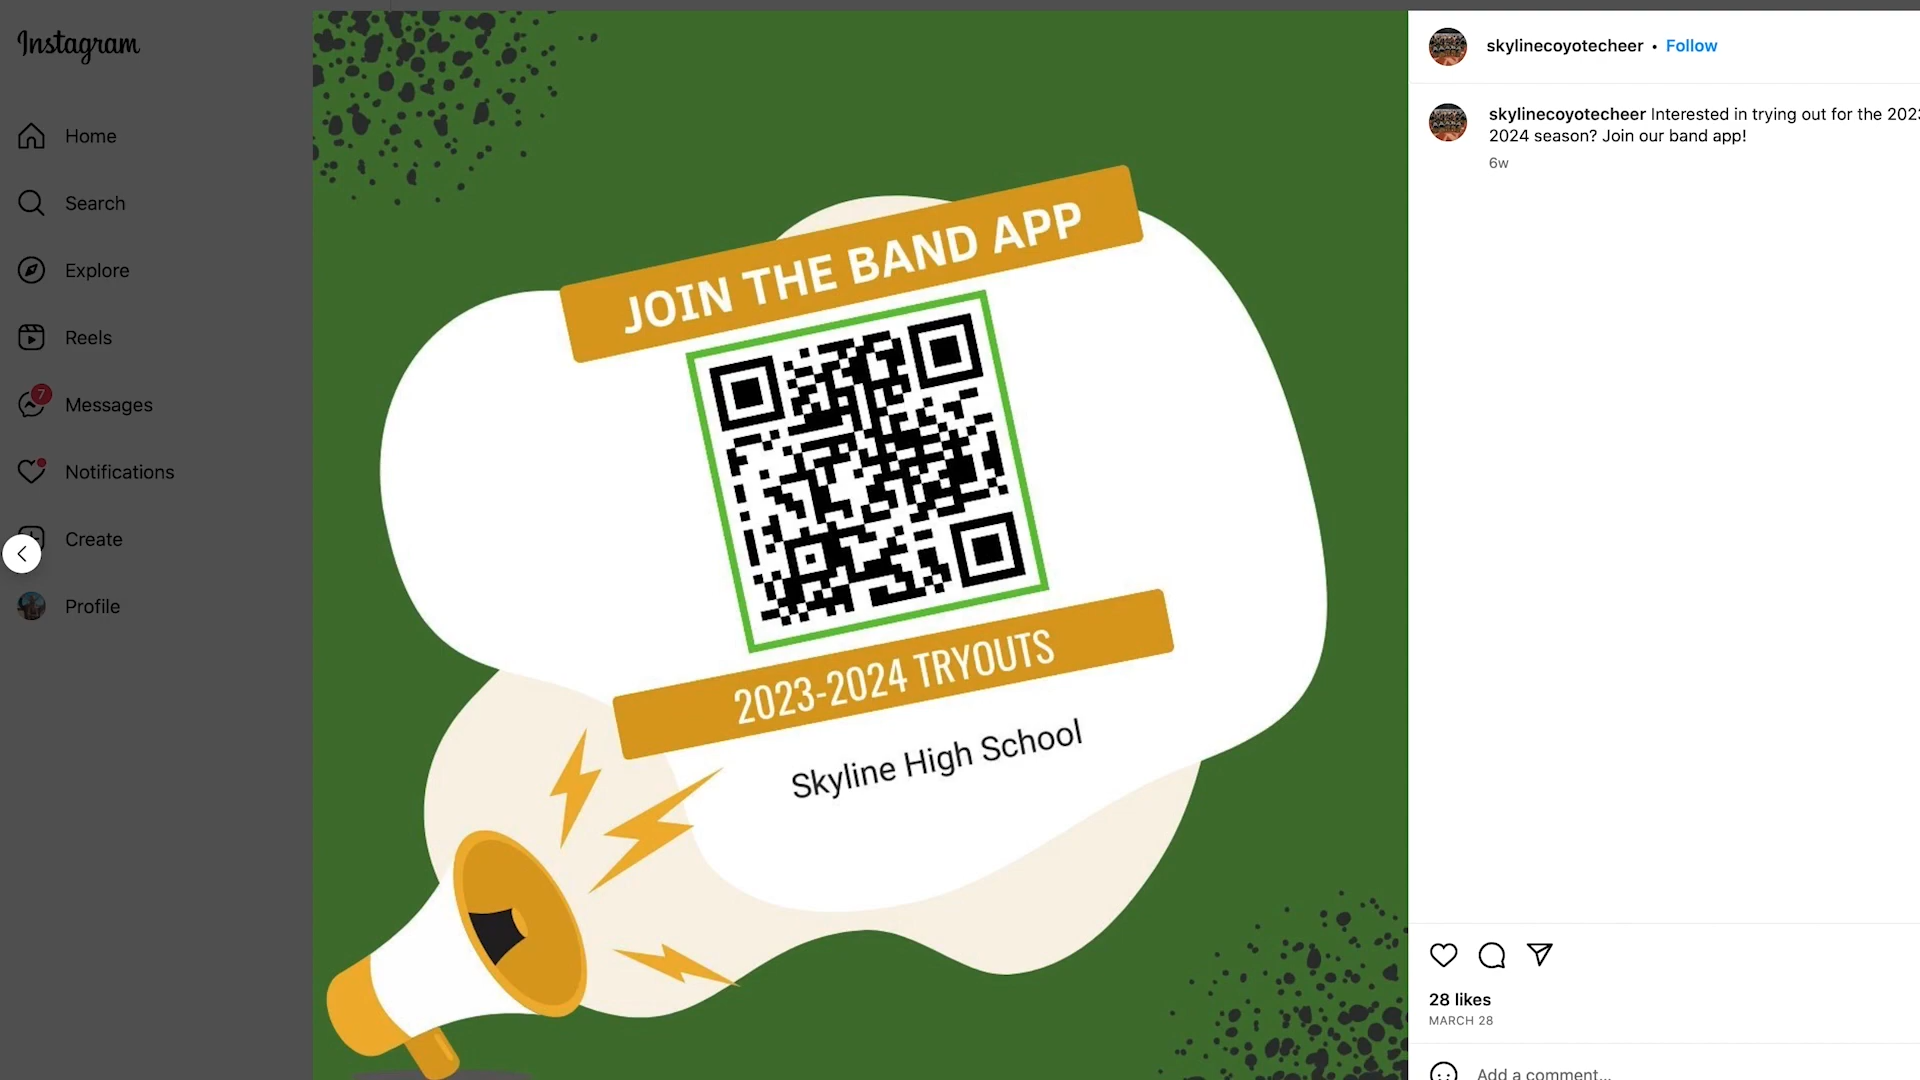 Instagram
Home
Search
Explore
Reels
7
Messages
Notifications
Create
Profile
JOIN THE BAND APP
2023-2024 TRYOUTS
Skyline High School
skylinecoyotecheer • Follow
skylinecoyotecheer Interested in trying out for the
2024 season? Join our band app!
6w
28 likes
MARCH 28
Add a comment...